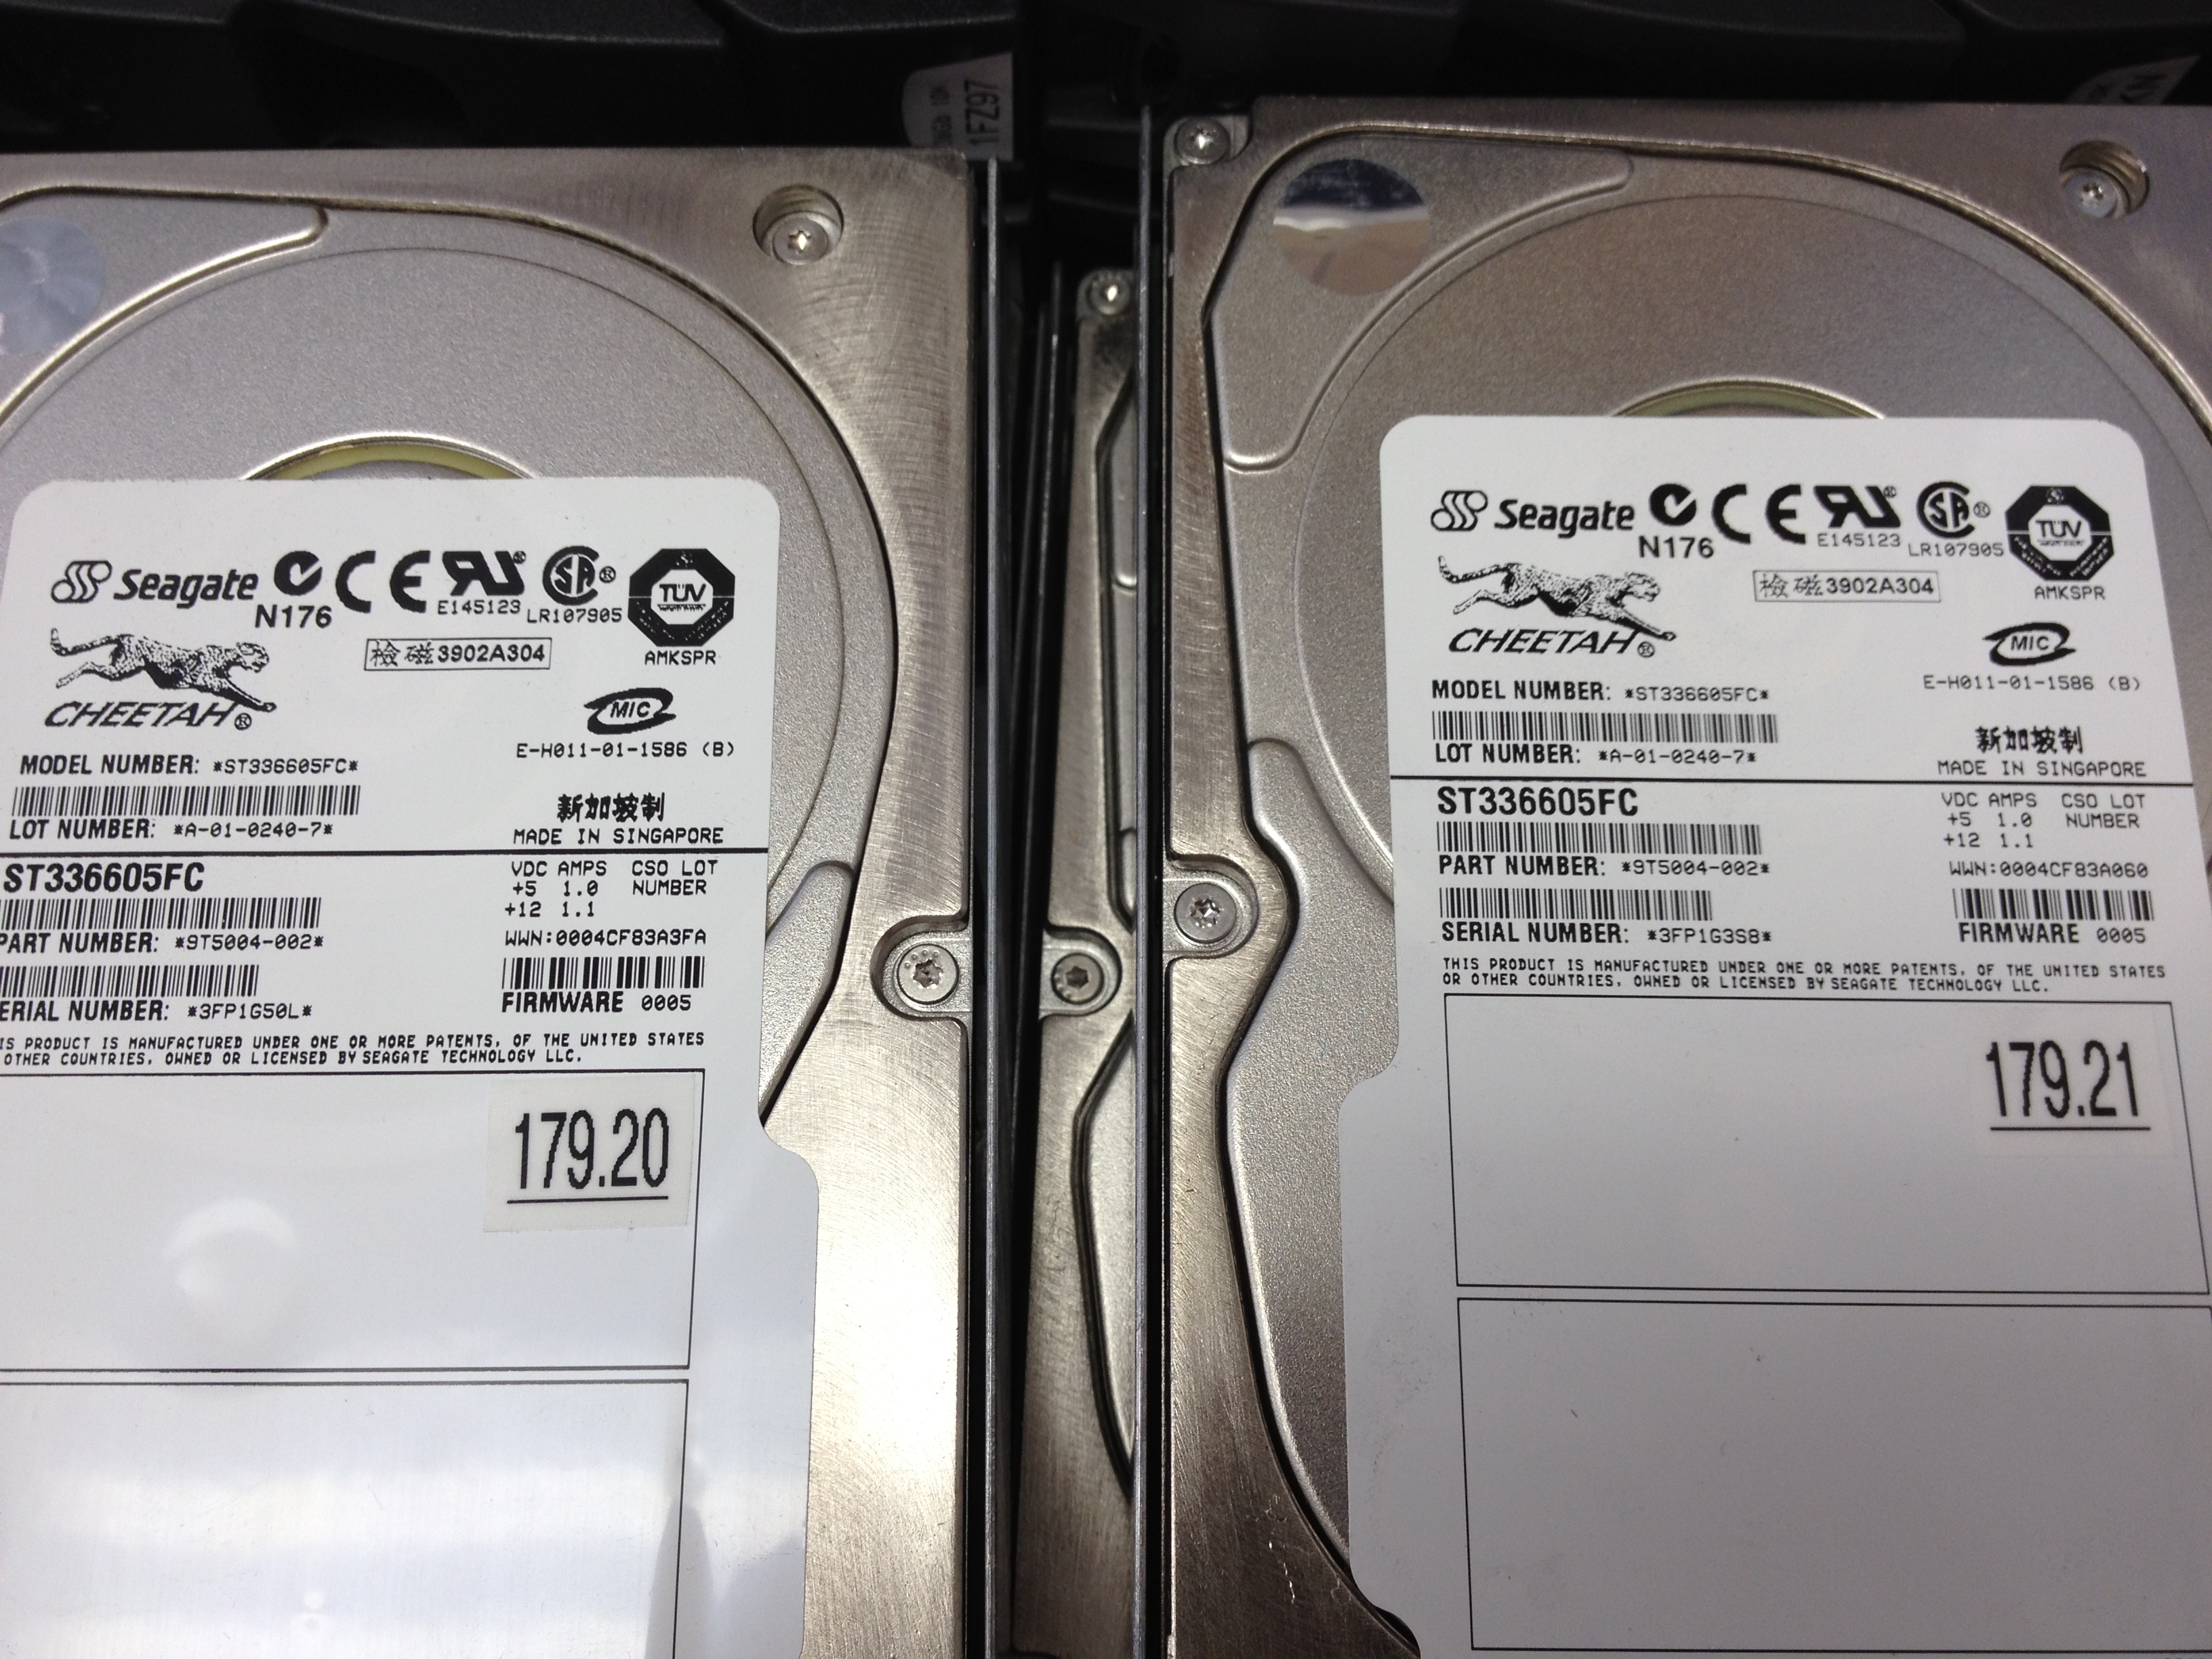 1FZ97
Seagate
N176
E145123
LR107905
TÜV
AMKSPR
檢磁3902A304
CHEETAH®
MIC
E-H011-01-1586 (B)
MODEL NUMBER: *ST336605FC*
LOT NUMBER: *A-01-0240-7*
新加坡制
MADE IN SINGAPORE
ST336605FC
PART NUMBER: *9T5004-002*
ERIAL NUMBER: *3FP1G50L*
VDC AMPS CSO LOT
+5 1.0 NUMBER
+12 1.1
WWN:0004CF83A3FA
FIRMWARE 0005
IS PRODUCT IS MANUFACTURED UNDER ONE OR MORE PATENTS, OF THE UNITED STATES
OTHER COUNTRIES, OWNED OR LICENSED BY SEAGATE TECHNOLOGY LLC.
179.20
Seagate
N176
E145123
LR107905
TÜV
AMKSPR
檢磁3902A304
CHEETAH®
MIC
E-H011-01-1586 (B)
MODEL NUMBER: *ST336605FC*
LOT NUMBER: *A-01-0240-7*
新加坡制
MADE IN SINGAPORE
ST336605FC
PART NUMBER: *9T5004-002*
SERIAL NUMBER: *3FP1G3S8*
VDC AMPS CSO LOT
+5 1.0 NUMBER
+12 1.1
WWN:0004CF83A060
FIRMWARE 0005
THIS PRODUCT IS MANUFACTURED UNDER ONE OR MORE PATENTS, OF THE UNITED STATES
OR OTHER COUNTRIES, OWNED OR LICENSED BY SEAGATE TECHNOLOGY LLC.
179.21